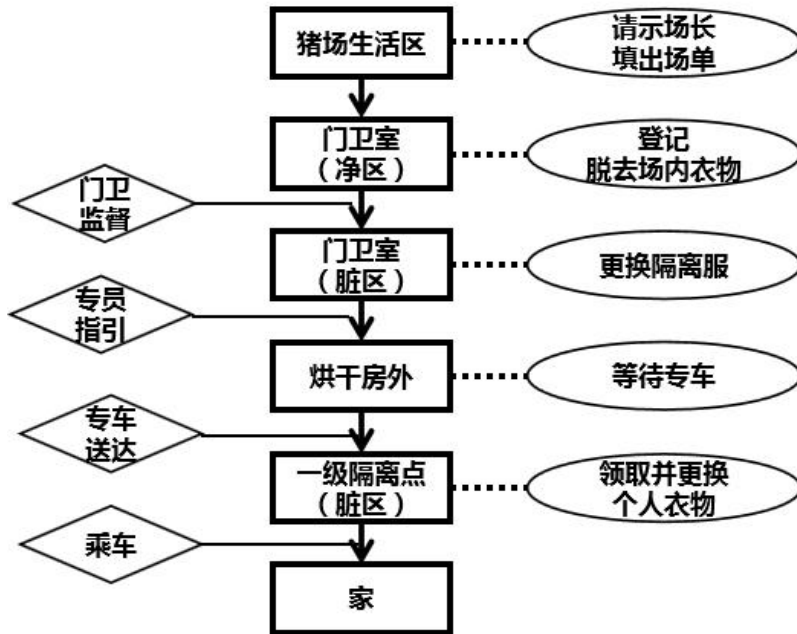 猪场生活区
请示场长
填出场单
门卫室
（净区）
登记
脱去场内衣物
门卫
监督
门卫室
（脏区）
更换隔离服
专员
指引
烘干房外
等待专车
专车
送达
一级隔离点
（脏区）
领取并更换
个人衣物
乘车
家